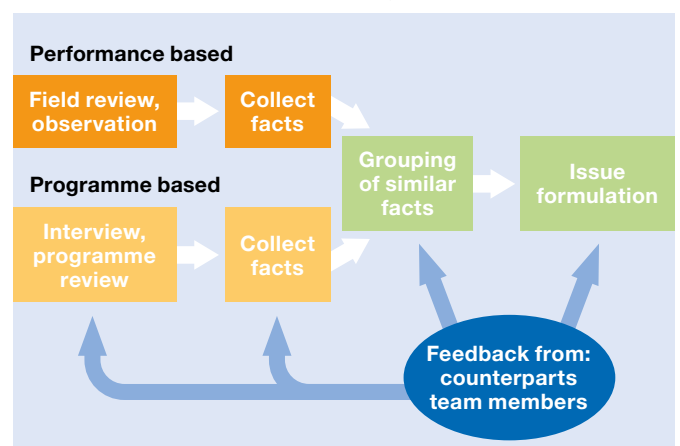 Performance based
Field review,
observation
Collect
facts
Grouping
of similar
facts
Issue
formulation
Programme based
Interview,
programme
review
Collect
facts
Feedback from:
counterparts
team members